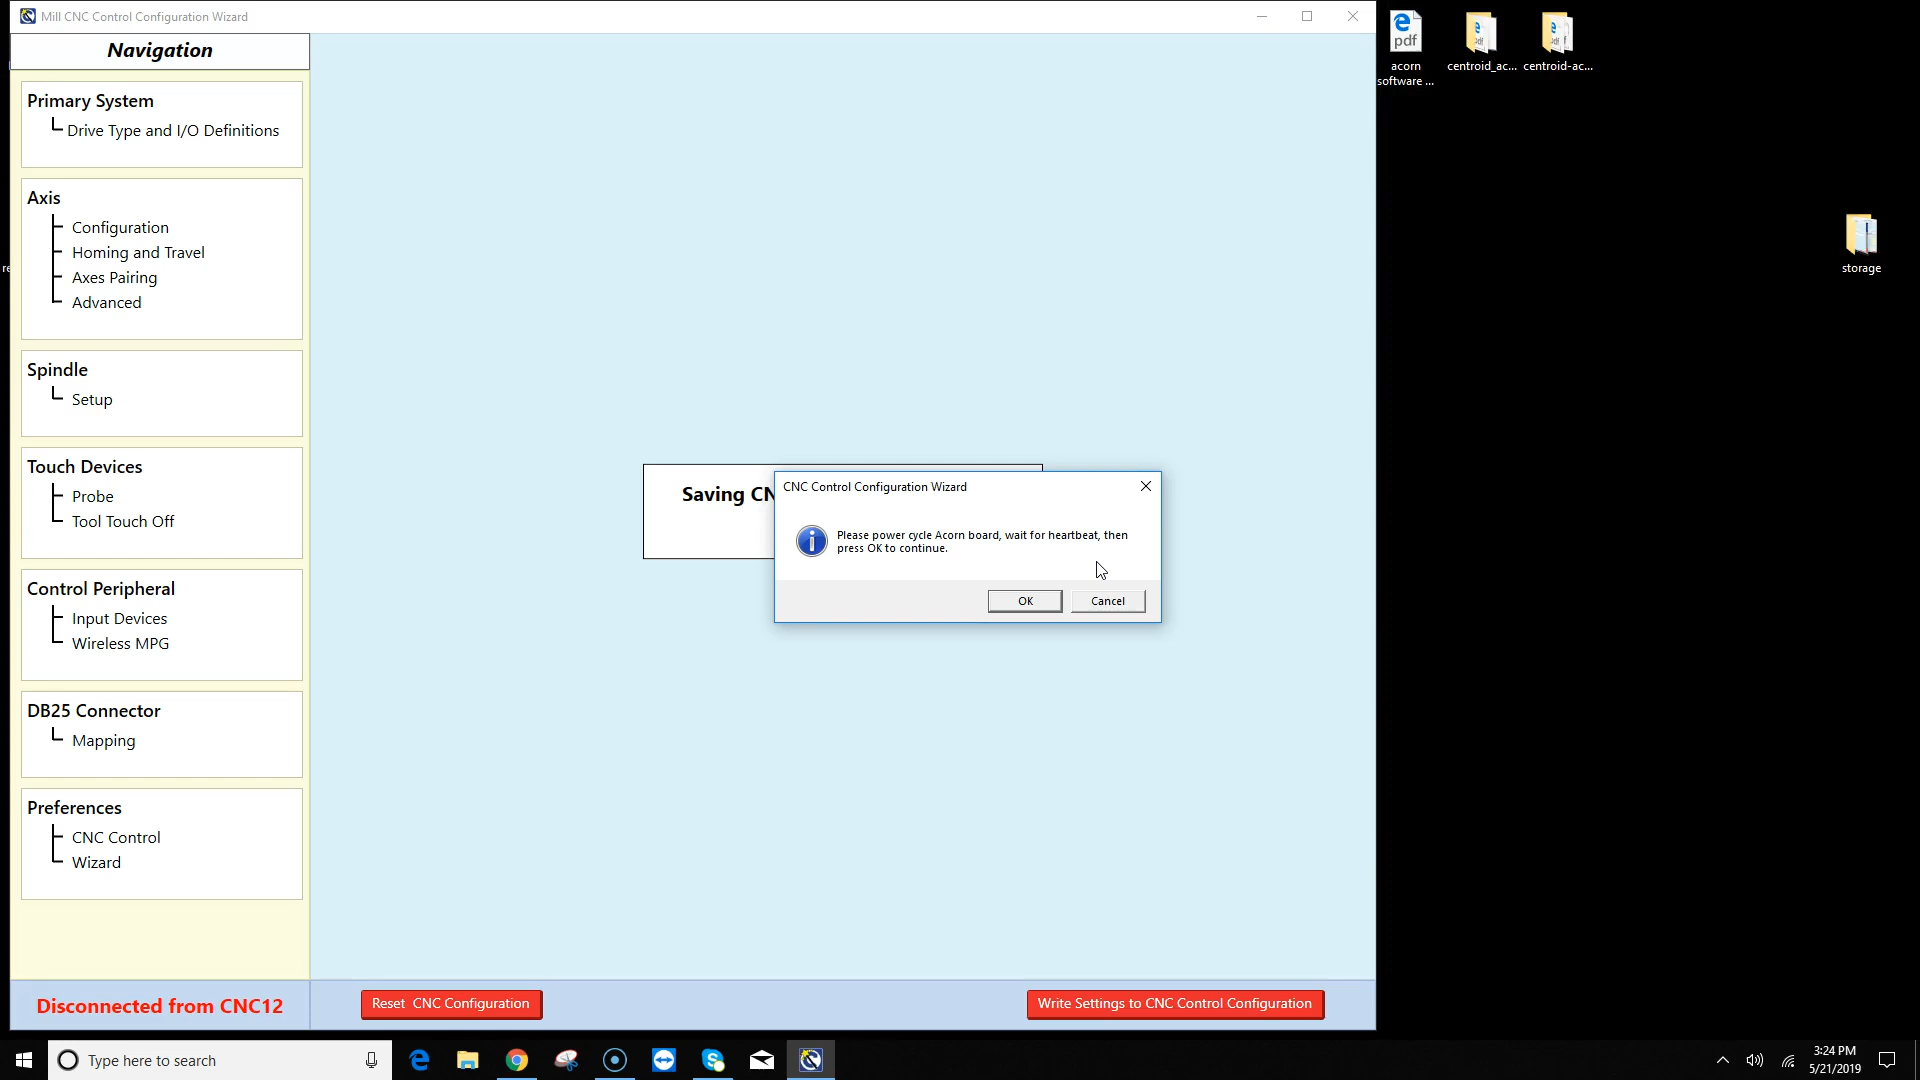 Mill CNC Control Configuration Wizard
Navigation
Primary System
Drive Type and I/O Definitions
Axis
Configuration
Homing and Travel
Axes Pairing
Advanced
Spindle
Setup
Touch Devices
Probe
Tool Touch Off
Control Peripheral
Input Devices
Wireless MPG
DB25 Connector
Mapping
Preferences
CNC Control
Wizard
Disconnected from CNC12
Reset CNC Configuration
Write Settings to CNC Control Configuration
Saving CN
CNC Control Configuration Wizard
Please power cycle Acorn board, wait for heartbeat, then
press OK to continue.
OK
Cancel
pdf
acorn
software ...
centroid_ac...
centroid-ac...
storage
re
Type here to search
3:24 PM
5/21/2019